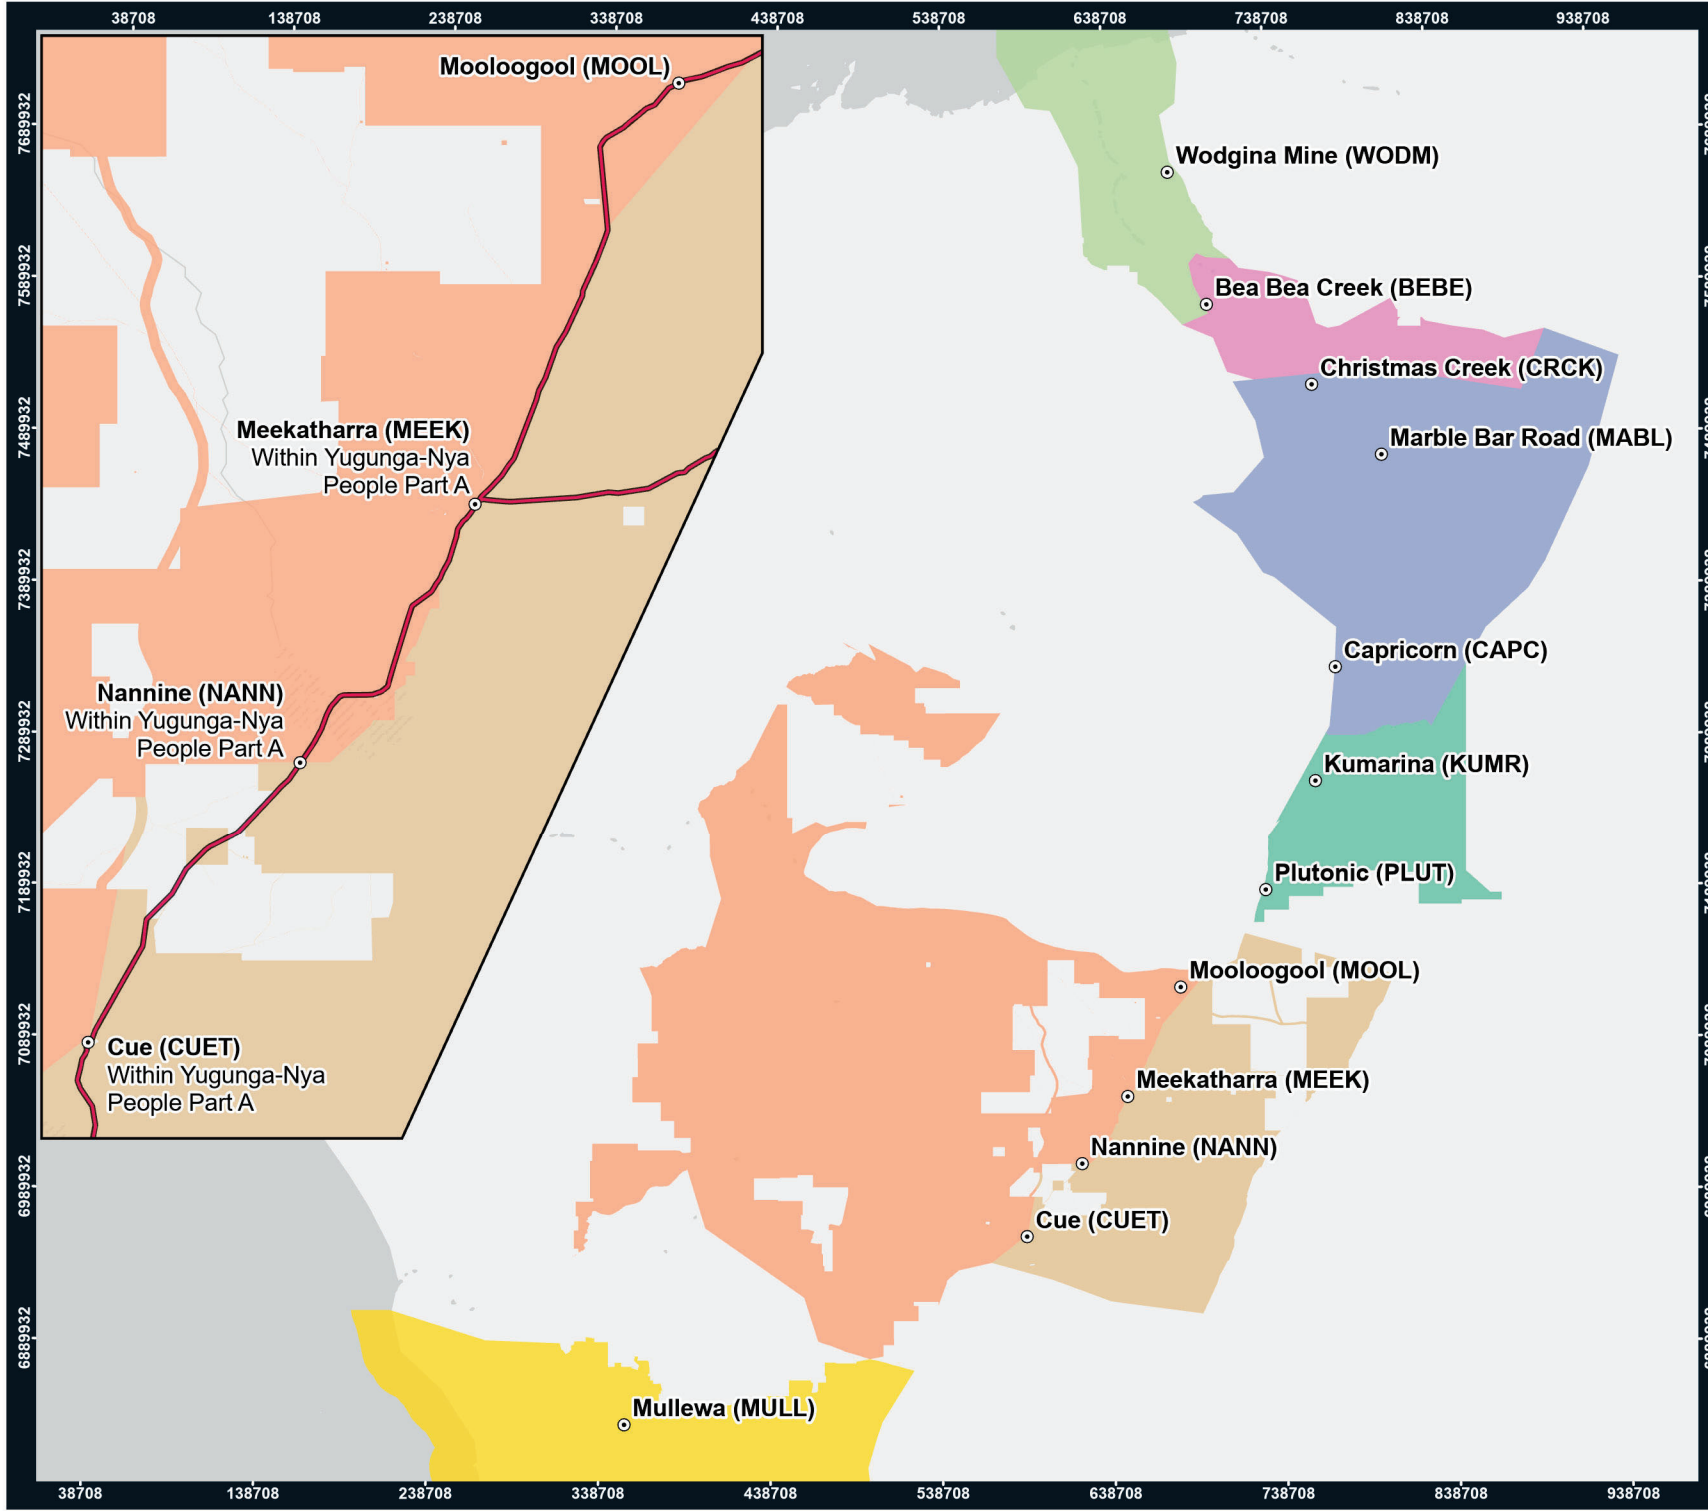 38708 138708 238708 338708 438708 538708 638708 738708 838708 938708
7689932
7589932
7489932
7389932
7289932
7189932
7089932
6989932
6889932
Mooloogool (MOOL)
Meekatharra (MEEK)
Within Yugunga-Nya
People Part A
Nannine (NANN)
Within Yugunga-Nya
People Part A
Cue (CUET)
Within Yugunga-Nya
People Part A
Wodgina Mine (WODM)
Bea Bea Creek (BEBE)
Christmas Creek (CRCK)
Marble Bar Road (MABL)
Capricorn (CAPC)
Kumarina (KUMR)
Plutonic (PLUT)
Mooloogool (MOOL)
Meekatharra (MEEK)
Nannine (NANN)
Cue (CUET)
Mullewa (MULL)
38708 138708 238708 338708 438708 538708 638708 738708 838708 938708